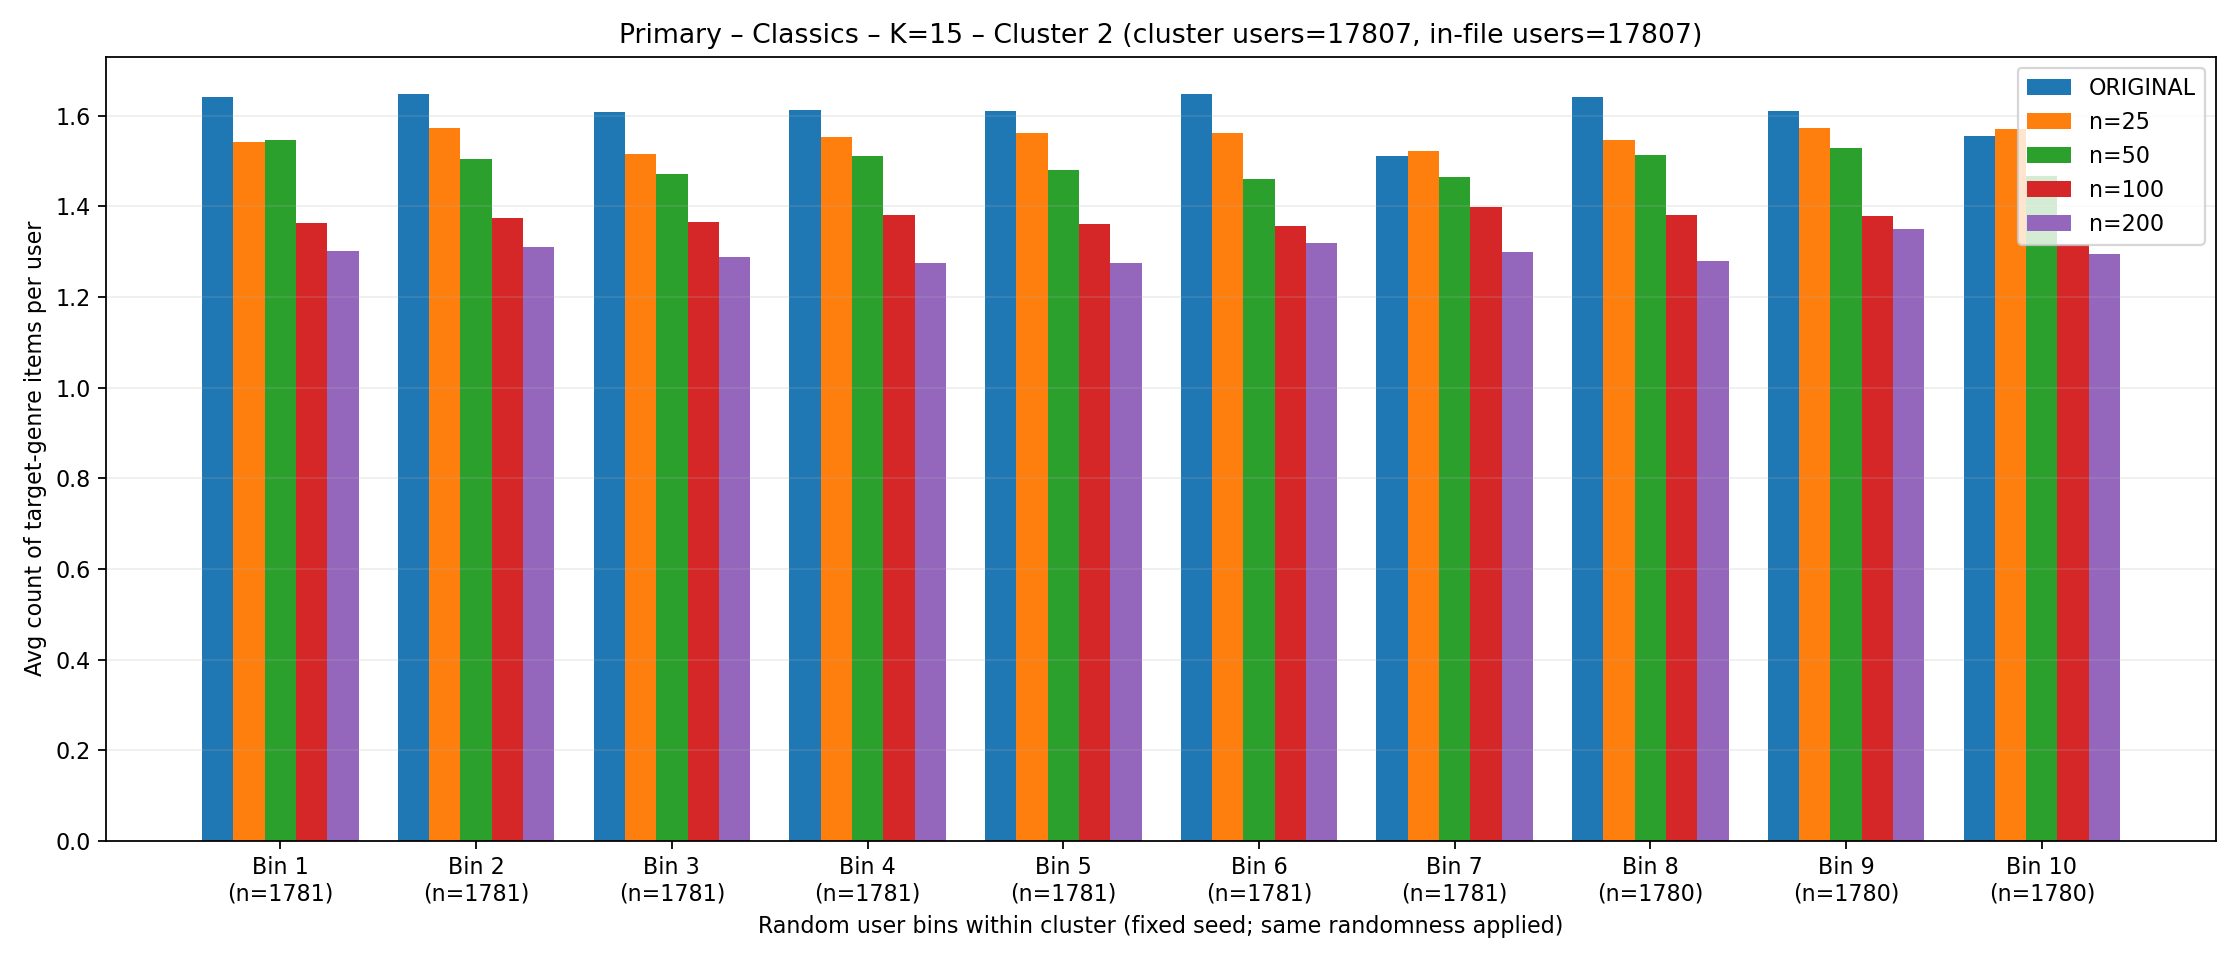 Primary – Classics – K=15 – Cluster 2 (cluster users=17807, in-file users=17807)
Avg count of target-genre items per user
1.6
1.4
1.2
1.0
0.8
0.6
0.4
0.2
0.0
ORIGINAL
n=25
n=50
n=100
n=200
Bin 1
(n=1781)
Bin 2
(n=1781)
Bin 3
(n=1781)
Bin 4
(n=1781)
Bin 5
(n=1781)
Bin 6
(n=1781)
Bin 7
(n=1781)
Bin 8
(n=1780)
Bin 9
(n=1780)
Bin 10
(n=1780)
Random user bins within cluster (fixed seed; same randomness applied)